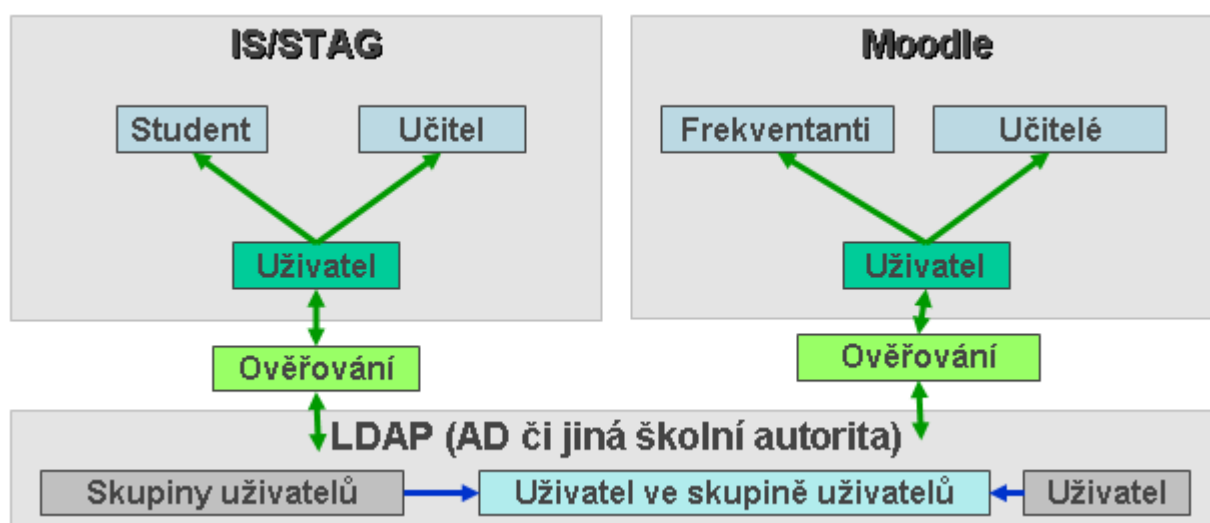 IS/STAG
Moodle
Student
Učitel
Frekventanti
Učitelé
Uživatel
Uživatel
Ověřování
Ověřování
LDAP (AD či jiná školní autorita)
Skupiny uživatelů
Uživatel ve skupině uživatelů
Uživatel